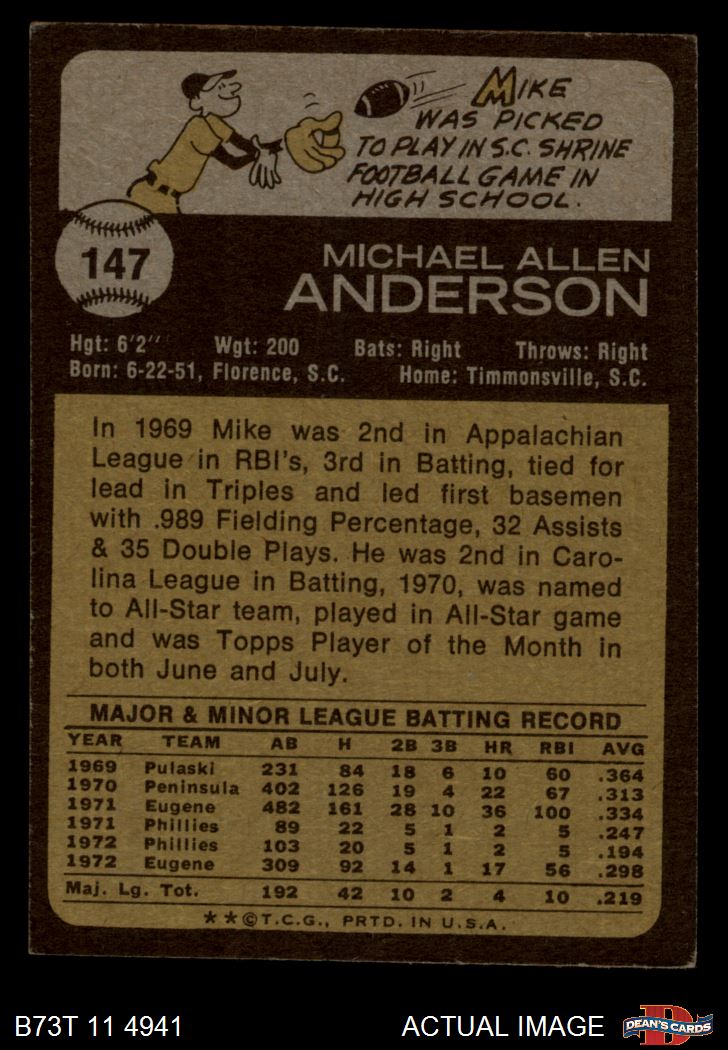 MIKE
WAS PICKED
TO PLAY IN S.C. SHRINE
FOOTBALL GAME IN
HIGH SCHOOL.
147
MICHAEL ALLEN
ANDERSON
Hgt: 6'2" Wgt: 200 Bats: Right Throws: Right
Born: 6-22-51, Florence, S.C. Home: Timmonsville, S.C.
In 1969 Mike was 2nd in Appalachian
League in RBI's, 3rd in Batting, tied for
lead in Triples and led first basemen
with .989 Fielding Percentage, 32 Assists
& 35 Double Plays. He was 2nd in Caro-
lina League in Batting, 1970, was named
to All-Star team, played in All-Star game
and was Topps Player of the Month in
both June and July.
MAJOR & MINOR LEAGUE BATTING RECORD
YEAR TEAM AB H 2B 3B HR RBI AVG
1969 Pulaski 231 84 18 6 10 60 .364
1970 Peninsula 402 126 19 4 22 67 .313
1971 Eugene 482 161 28 10 36 100 .334
1971 Phillies 89 22 5 1 2 5 .247
1972 Phillies 103 20 5 1 2 5 .194
1972 Eugene 309 92 14 1 17 56 .298
Maj. Lg. Tot. 192 42 10 2 4 10 .219
**©T.C.G., PRTD. IN U.S.A.
B73T 11 4941 ACTUAL IMAGE DEAN'S CARDS